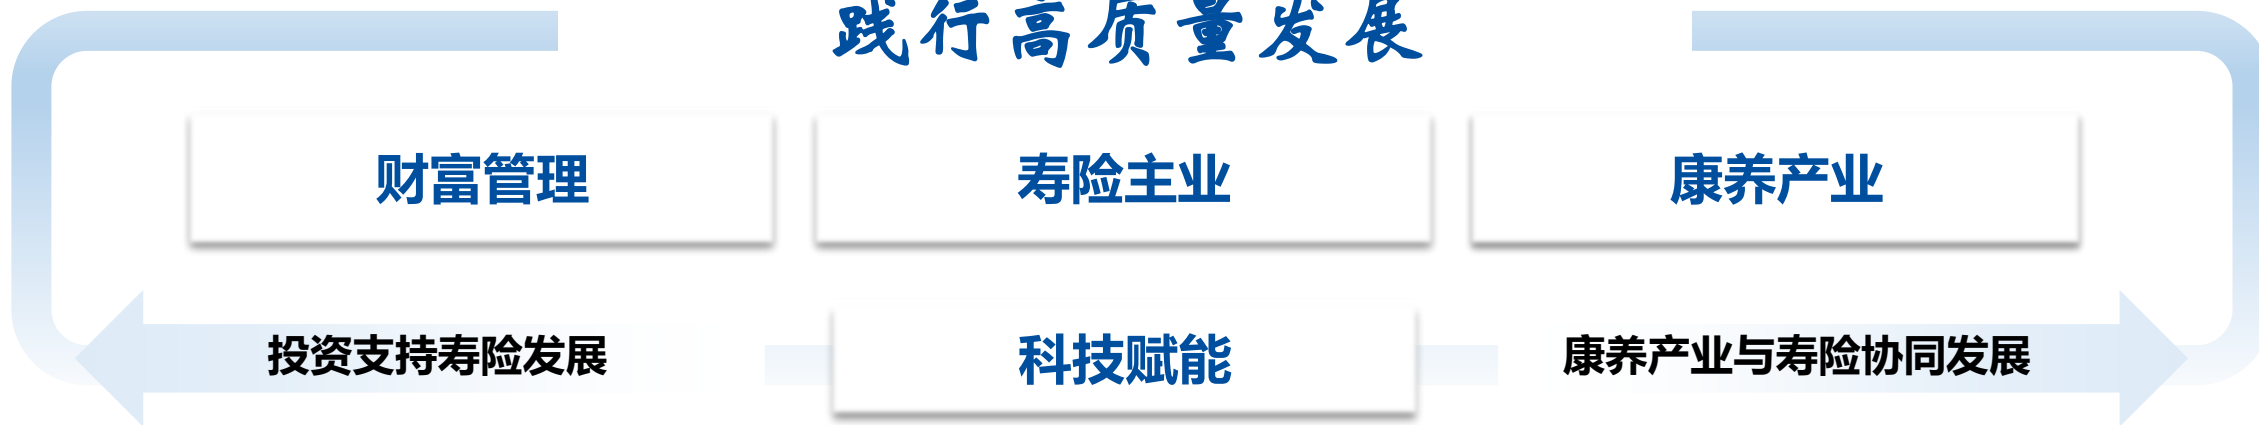 践行高质量发展
财富管理 寿险主业 康养产业
投资支持寿险发展 科技赋能 康养产业与寿险协同发展